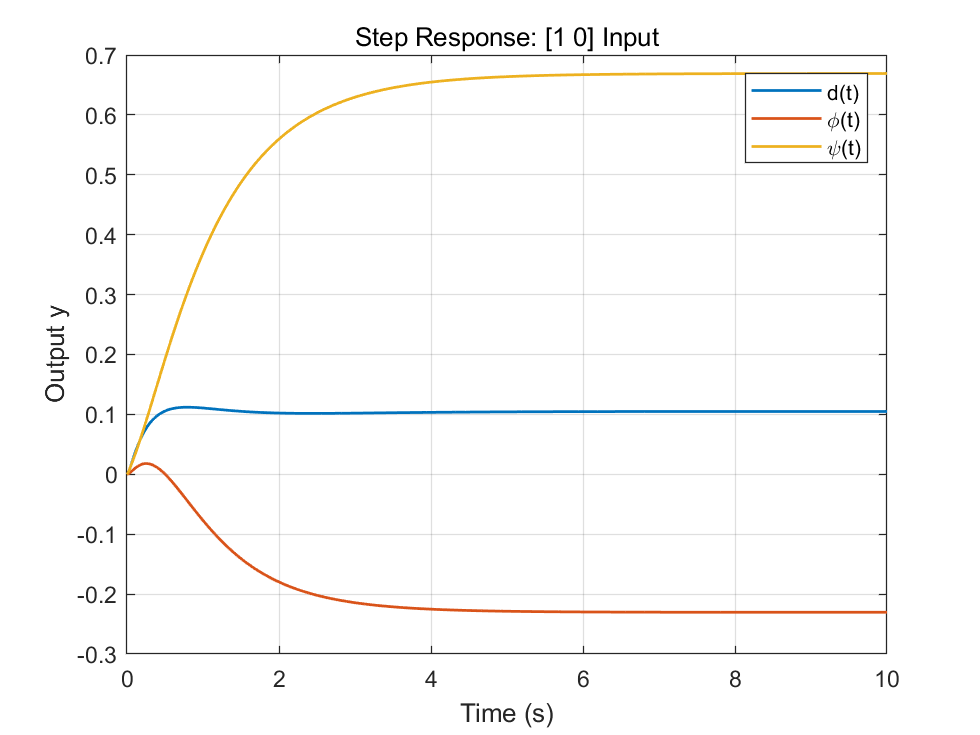 Step Response: [1 0] Input
0.7
0.6
0.5
0.4
0.3
0.2
0.1
0
-0.1
-0.2
-0.3
Output y
d(t)
ϕ(t)
ψ(t)
0 2 4 6 8 10
Time (s)